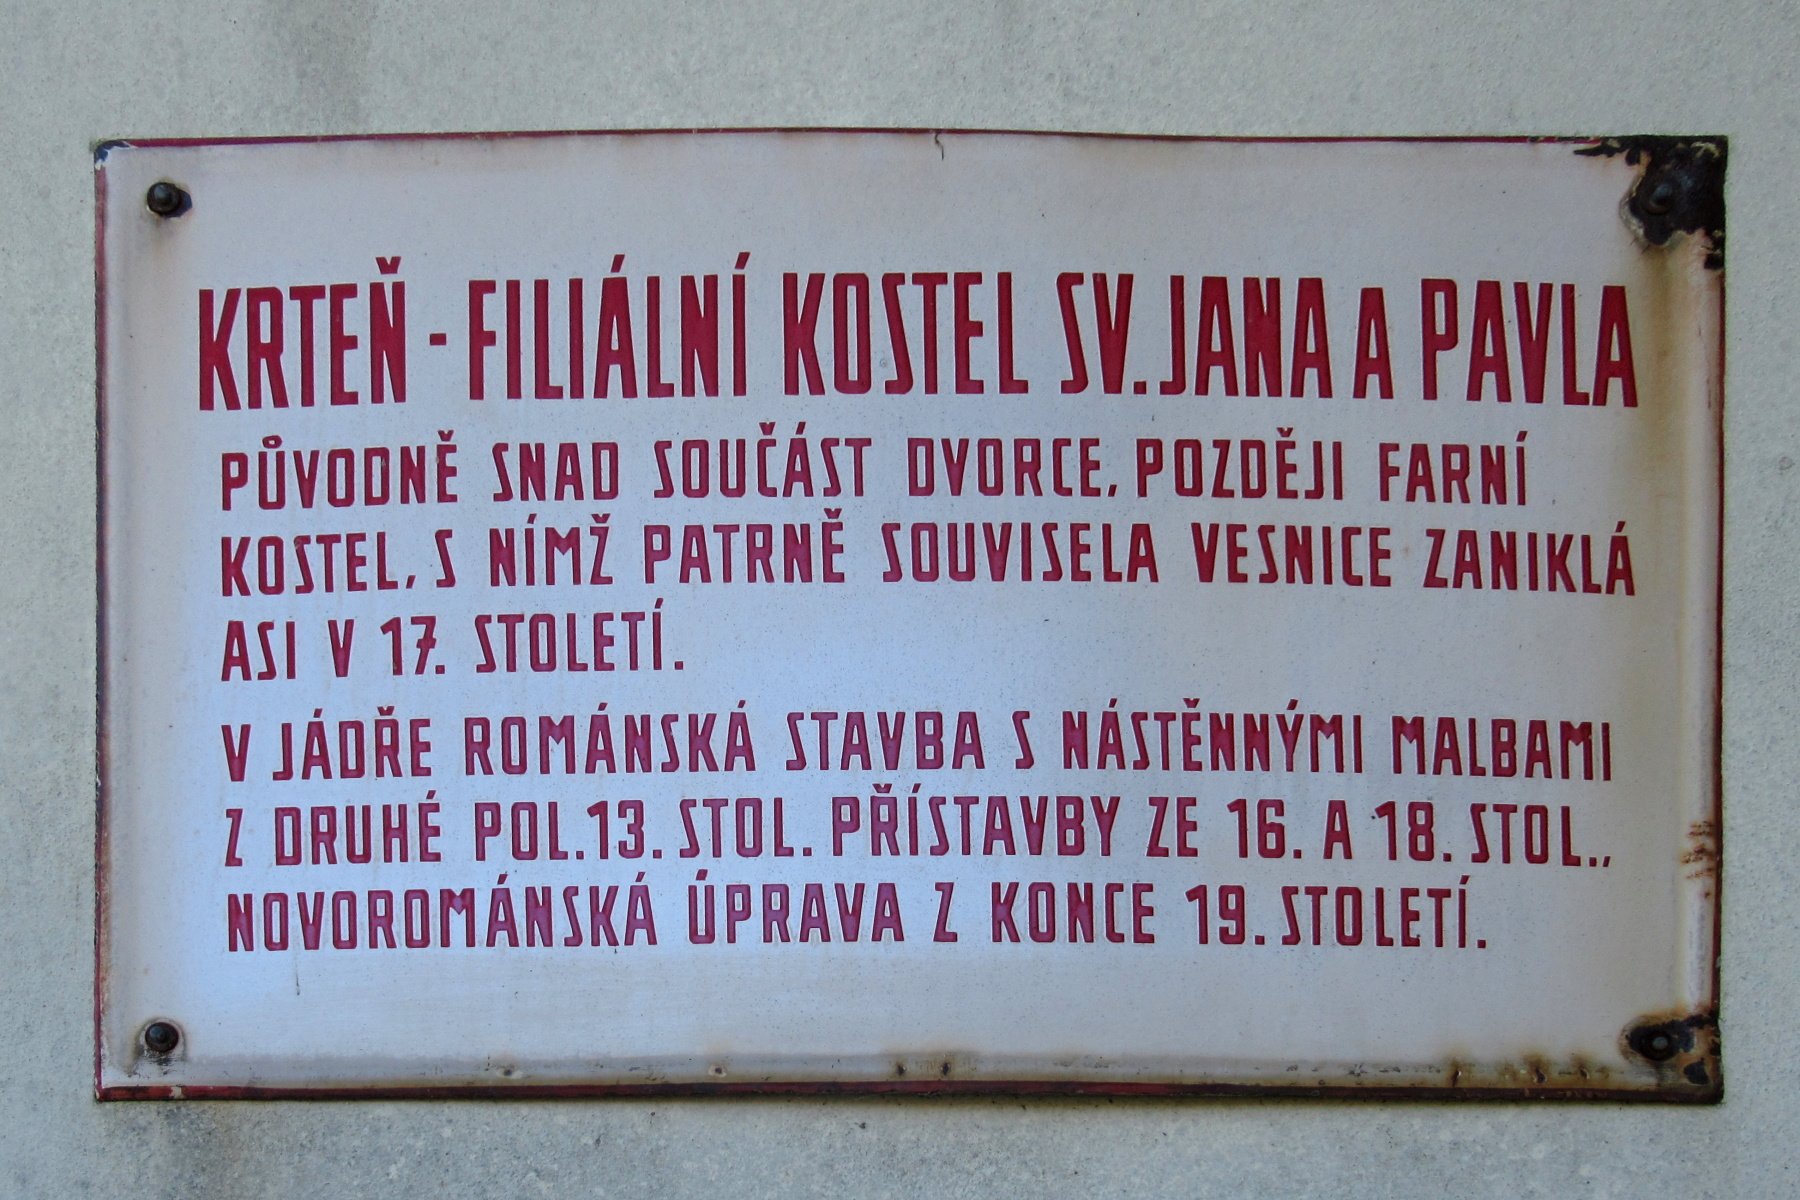 KRTEŇ - FILIÁLNÍ KOSTEL SV. JANA A PAVLA
PŮVODNĚ SNAD SOUČÁST DVORCE, POZDĚJI FARNÍ
KOSTEL, S NÍMŽ PATRNĚ SOUVISELA VESNICE ZANIKLÁ
ASI V 17. STOLETÍ.
V JÁDŘE ROMÁNSKÁ STAVBA S NÁSTĚNNÝMI MALBAMI
Z DRUHÉ POL. 13. STOL. PŘÍSTAVBY ZE 16. A 18. STOL.,
NOVOROMÁNSKÁ ÚPRAVA Z KONCE 19. STOLETÍ.